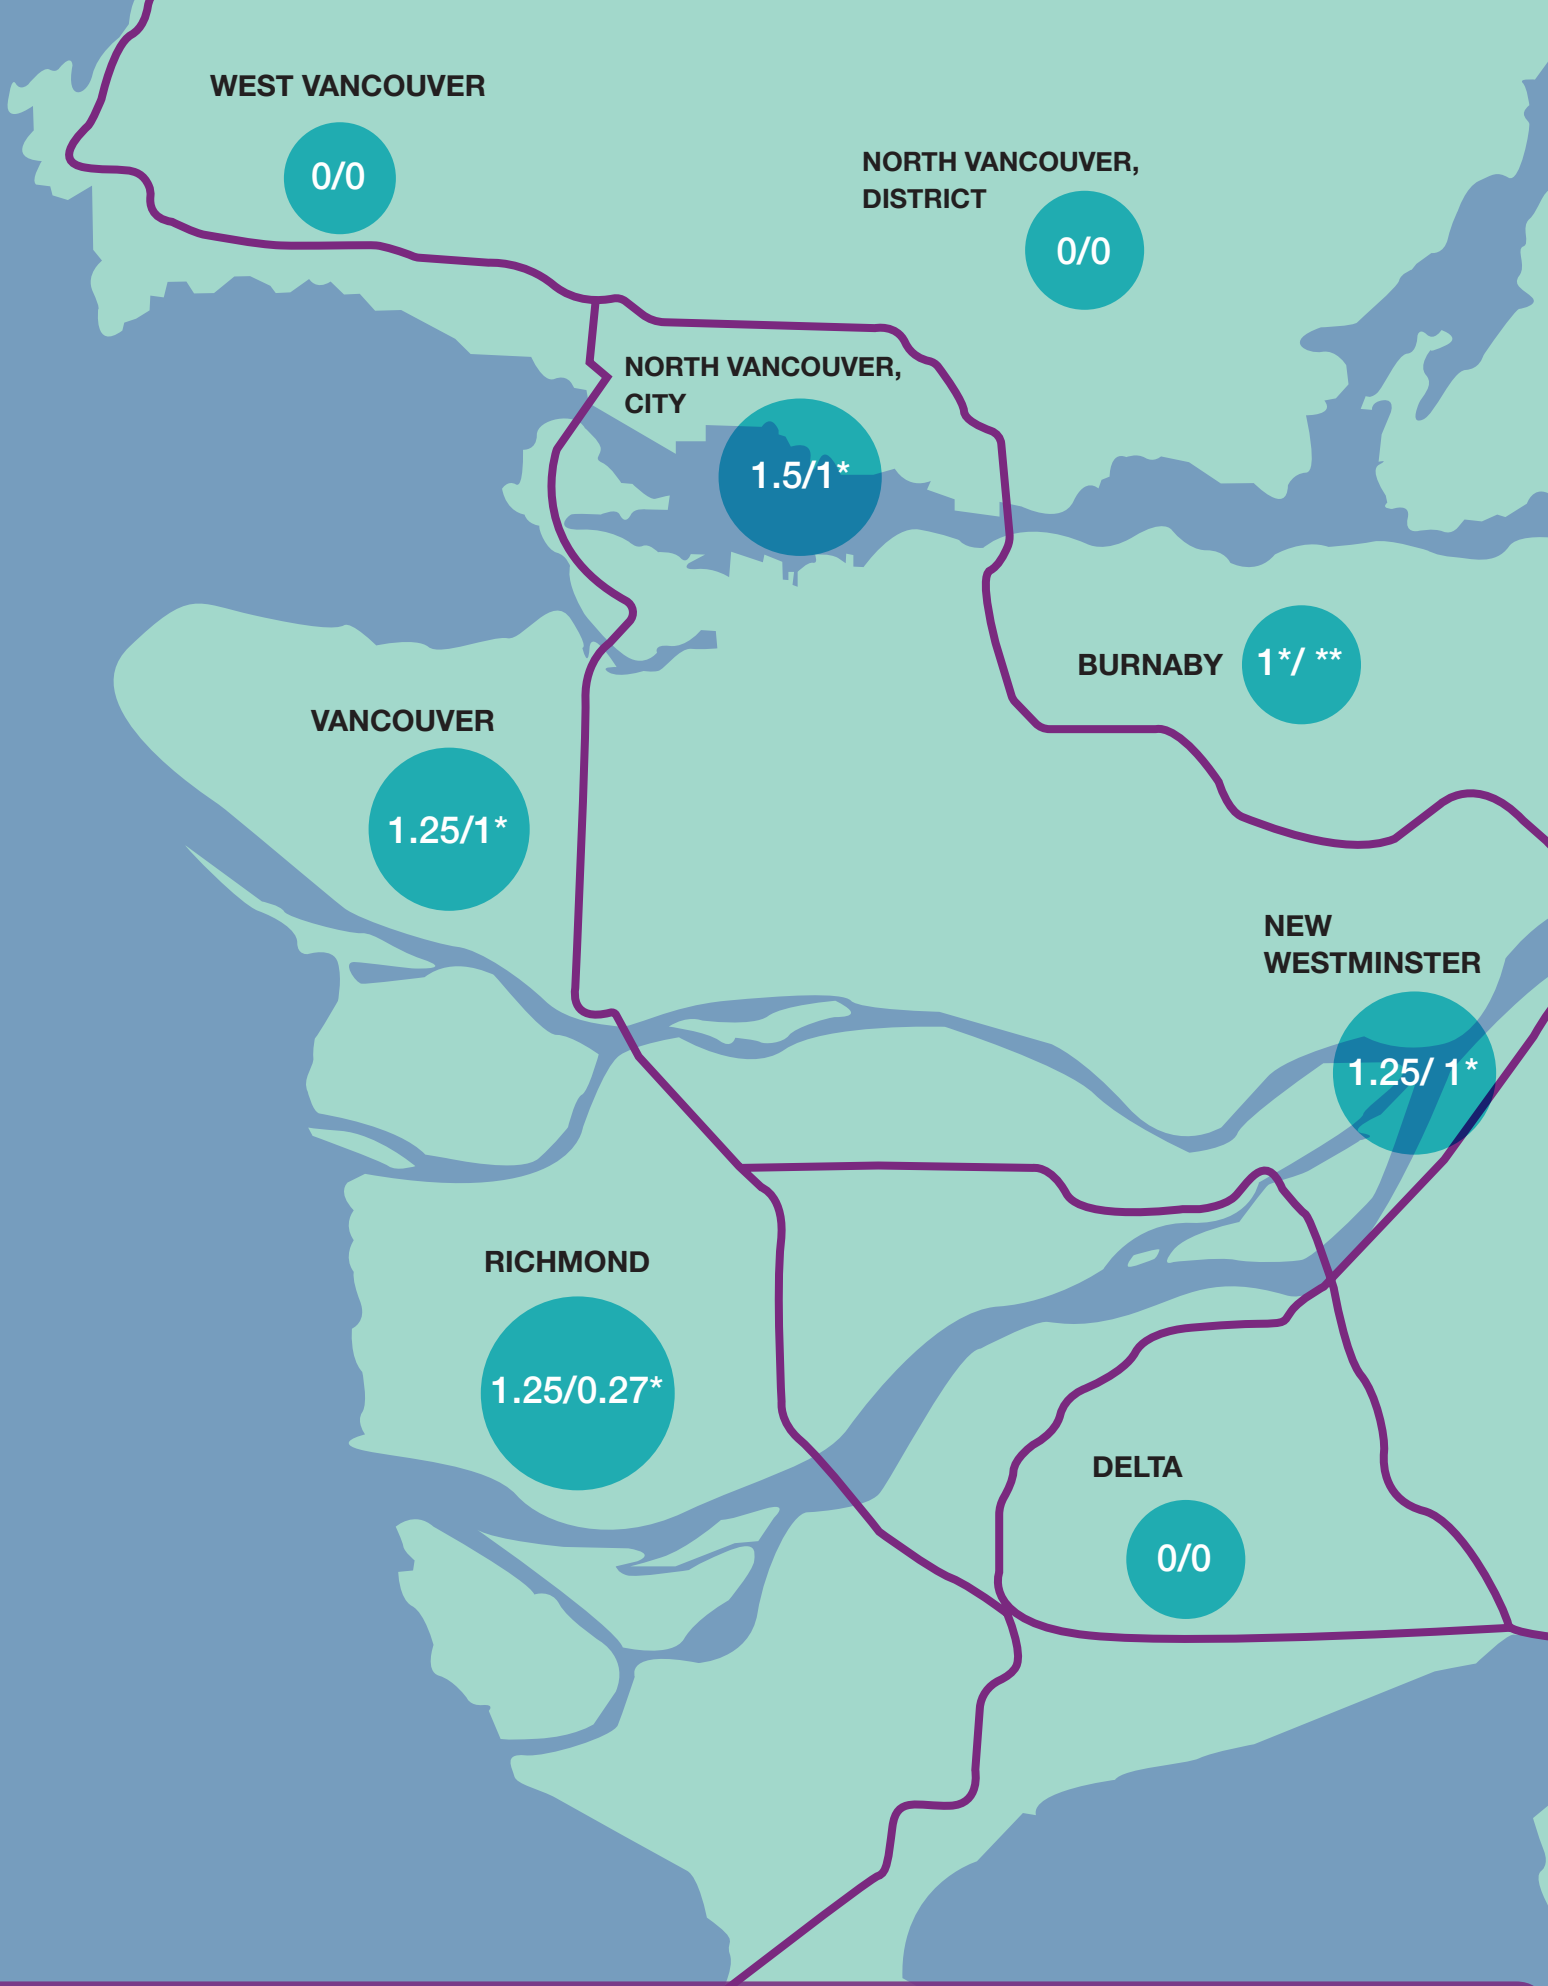 WEST VANCOUVER
0/0
NORTH VANCOUVER,
DISTRICT
0/0
NORTH VANCOUVER,
CITY
1.5/1*
BURNABY
1*/ **
VANCOUVER
1.25/1*
NEW
WESTMINSTER
1.25/ 1*
RICHMOND
1.25/0.27*
DELTA
0/0